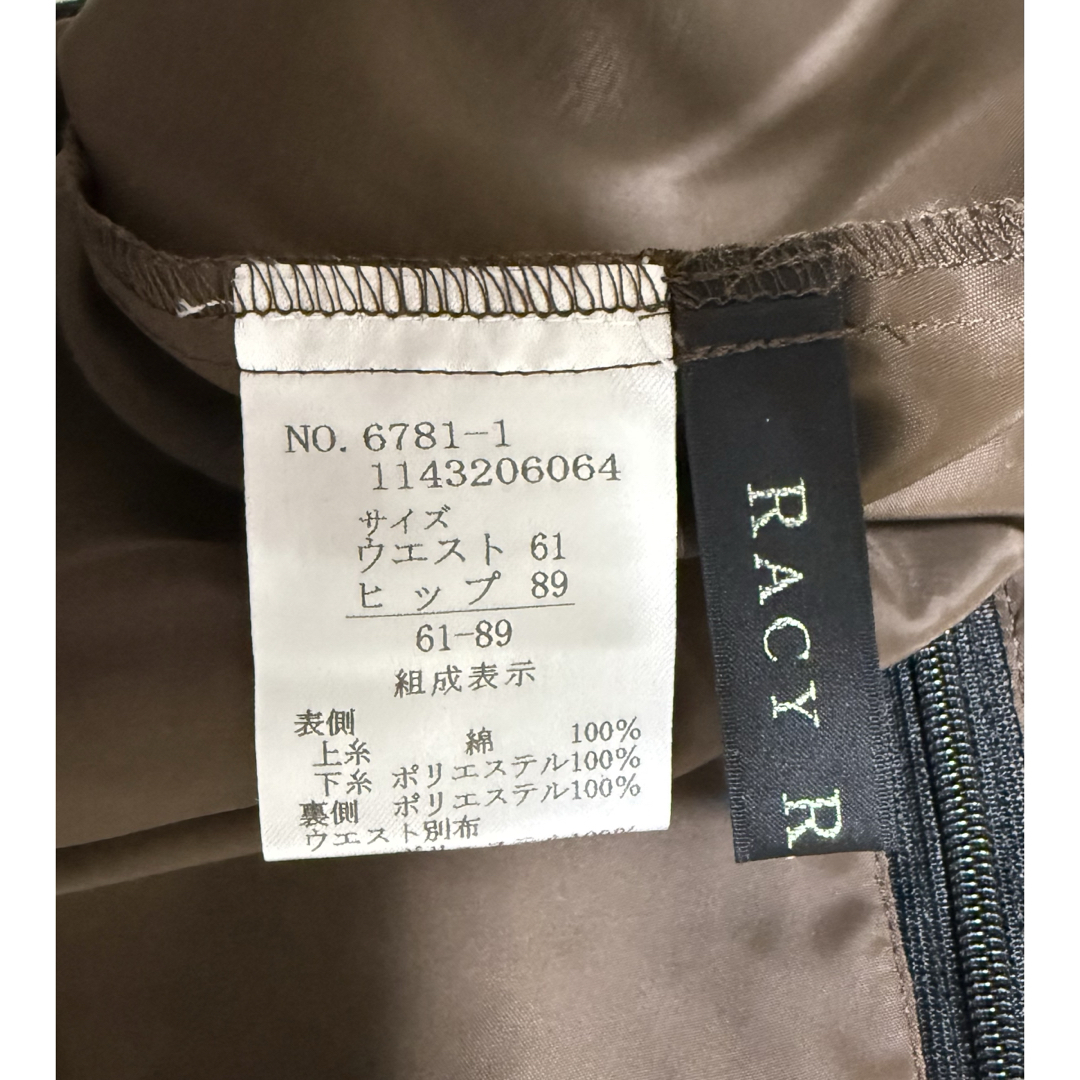 NO. 6781-1
1143206064
サイズ
ウエスト 61
ヒップ 89
61-89
組成表示
表側
上糸 綿 100%
下糸 ポリエステル100%
裏側 ポリエステル100%
ウエスト別布
RACY R